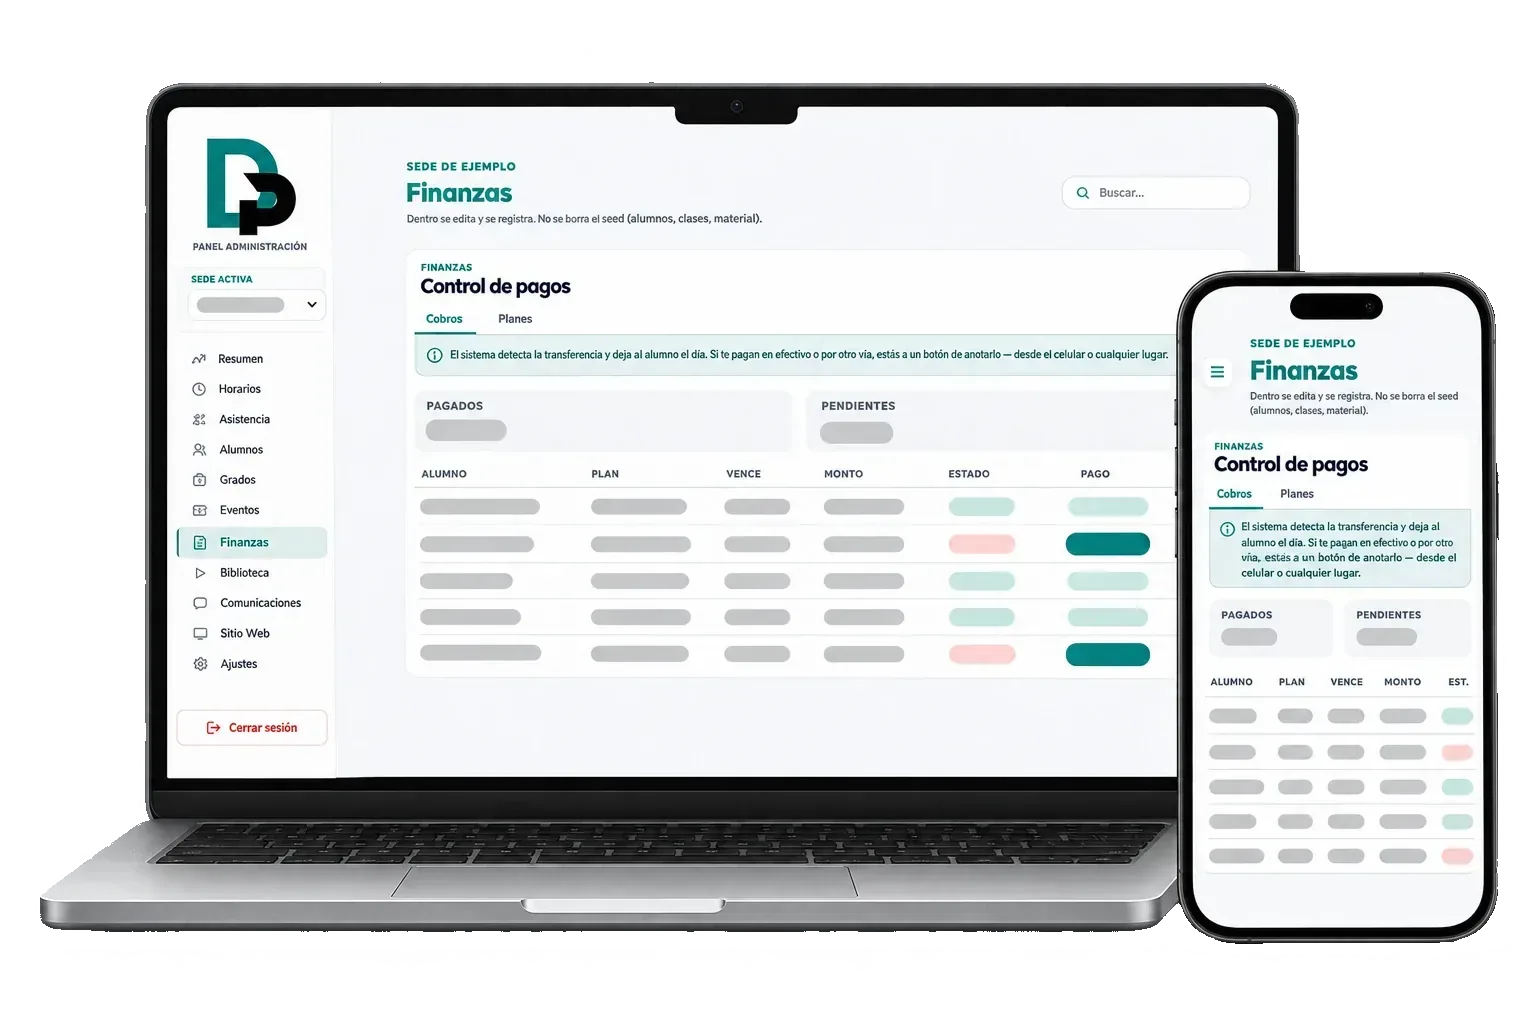 DP
PANEL ADMINISTRACIÓN
SEDE ACTIVA
Resumen
Horarios
Asistencia
Alumnos
Grados
Eventos
Finanzas
Biblioteca
Comunicaciones
Sitio Web
Ajustes
Cerrar sesión
SEDE DE EJEMPLO
Finanzas
Dentro se edita y se registra. No se borra el seed (alumnos, clases, material).
Buscar...
FINANZAS
Control de pagos
Cobros Planes
El sistema detecta la transferencia y deja al alumno el día. Si te pagan en efectivo o por otro vía, estás a un botón de anotarlo — desde el celular o cualquier lugar.
PAGADOS PENDIENTES
ALUMNO PLAN VENCE MONTO ESTADO PAGO
SEDE DE EJEMPLO
Finanzas
Dentro se edita y se registra. No se borra el seed
(alumnos, clases, material).
FINANZAS
Control de pagos
Cobros Planes
El sistema detecta la transferencia y deja al
alumno el día. Si te pagan en efectivo o por otro
vía, estás a un botón de anotarlo — desde el
celular o cualquier lugar.
PAGADOS PENDIENTES
ALUMNO PLAN VENCE MONTO EST.